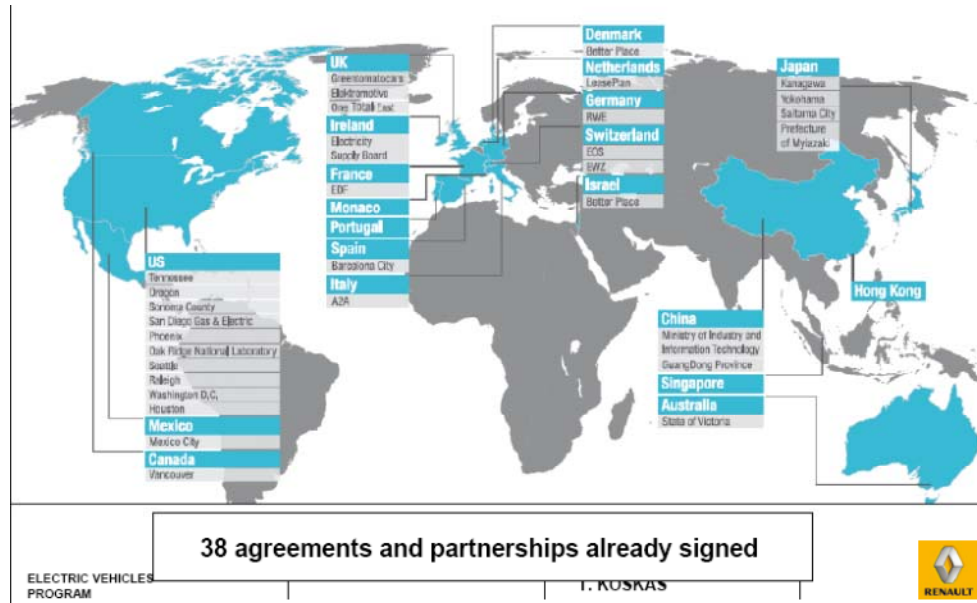 UK
Greentomatocars
Elektromotive
One Total East
Ireland
Electricity
Supply Board
France
EDF
Monaco
Portugal
Spain
Barcelona City
Italy
A2A
Denmark
Better Place
Netherlands
LeasePlan
Germany
RWE
Switzerland
EOS
EWZ
Israel
Better Place
Japan
Kanagawa
Yokohama
Saitama City
Prefecture
of Myiazaki
US
Tennessee
Oregon
Sonoma County
San Diego Gas & Electric
Phoenix
Oak Ridge National Laboratory
Seattle
Raleigh
Washington D.C.
Houston
Mexico
Mexico City
Canada
Vancouver
Hong Kong
China
Ministry of Industry and
Information Technology
GuangDong Province
Singapore
Australia
State of Victoria
38 agreements and partnerships already signed
ELECTRIC VEHICLES
PROGRAM
T. KOSKAS
RENAULT